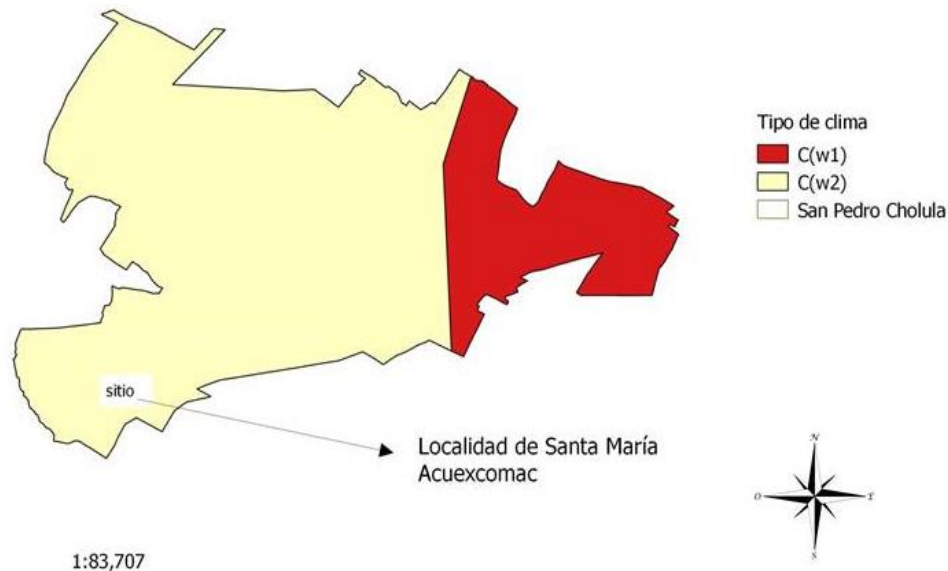 Tipo de clima
C(w1)
C(w2)
San Pedro Cholula
sitio
Localidad de Santa María
Acuexcomac
N
O
E
S
1:83,707